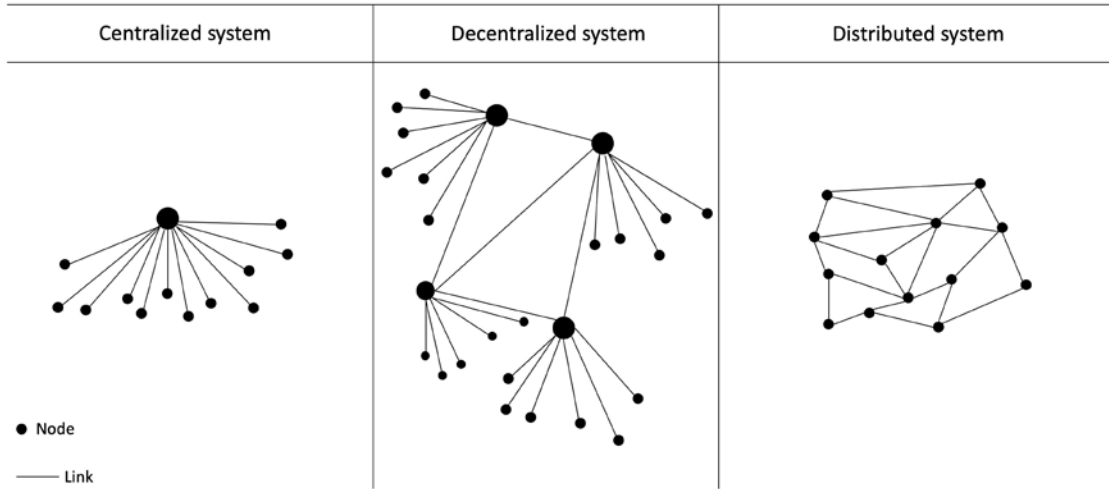 Centralized system
Decentralized system
Distributed system
Node
Link